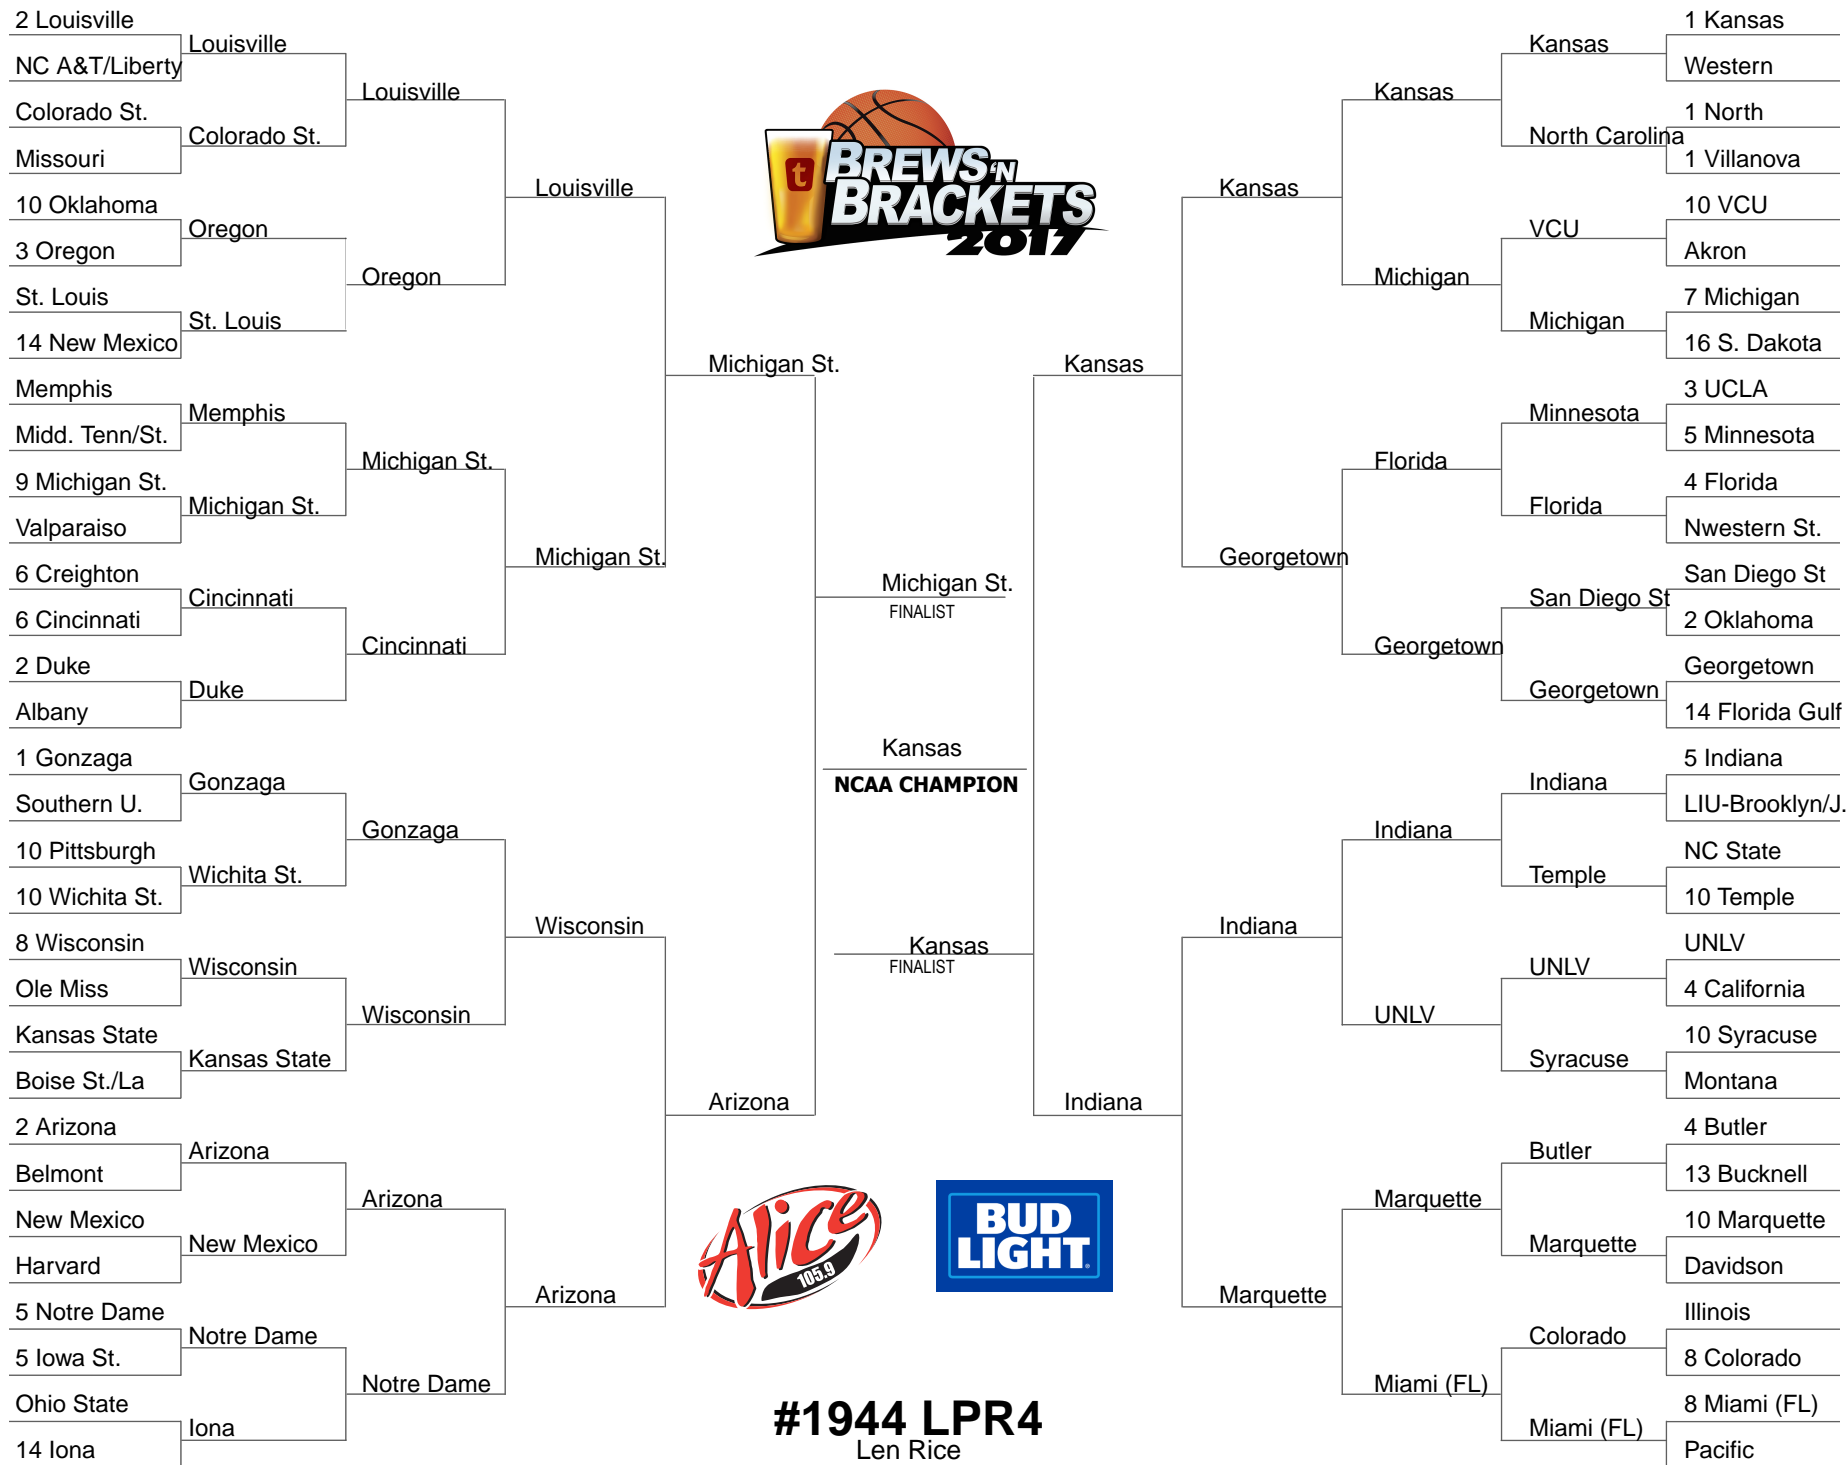 2 Louisville
NC A&T/Liberty
Colorado St.
Missouri
10 Oklahoma
3 Oregon
St. Louis
14 New Mexico
Memphis
Midd. Tenn/St.
9 Michigan St.
Valparaiso
6 Creighton
6 Cincinnati
2 Duke
Albany
1 Gonzaga
Southern U.
10 Pittsburgh
10 Wichita St.
8 Wisconsin
Ole Miss
Kansas State
Boise St./La
2 Arizona
Belmont
New Mexico
Harvard
5 Notre Dame
5 Iowa St.
Ohio State
14 Iona
Louisville
Colorado St.
Oregon
St. Louis
Memphis
Michigan St.
Cincinnati
Duke
Gonzaga
Wichita St.
Wisconsin
Kansas State
Arizona
New Mexico
Notre Dame
Iona
Louisville
Oregon
Michigan St.
Cincinnati
Gonzaga
Wisconsin
Arizona
Notre Dame
Louisville
Michigan St.
Wisconsin
Arizona
Michigan St.
Arizona
t
BREWS 'N
BRACKETS
2017
Michigan St.
FINALIST
Kansas
NCAA CHAMPION
Kansas
FINALIST
Alice
105.9
BUD
LIGHT
#1944 LPR4
Len Rice
Kansas
Indiana
Kansas
Georgetown
Indiana
Marquette
Kansas
Michigan
Florida
Georgetown
Indiana
UNLV
Marquette
Miami (FL)
Kansas
North Carolina
VCU
Michigan
Minnesota
Florida
San Diego St
Georgetown
Indiana
Temple
UNLV
Syracuse
Butler
Marquette
Colorado
Miami (FL)
1 Kansas
Western
1 North
1 Villanova
10 VCU
Akron
7 Michigan
16 S. Dakota
3 UCLA
5 Minnesota
4 Florida
Nwestern St.
San Diego St
2 Oklahoma
Georgetown
14 Florida Gulf
5 Indiana
LIU-Brooklyn/J.
NC State
10 Temple
UNLV
4 California
10 Syracuse
Montana
4 Butler
13 Bucknell
10 Marquette
Davidson
Illinois
8 Colorado
8 Miami (FL)
Pacific